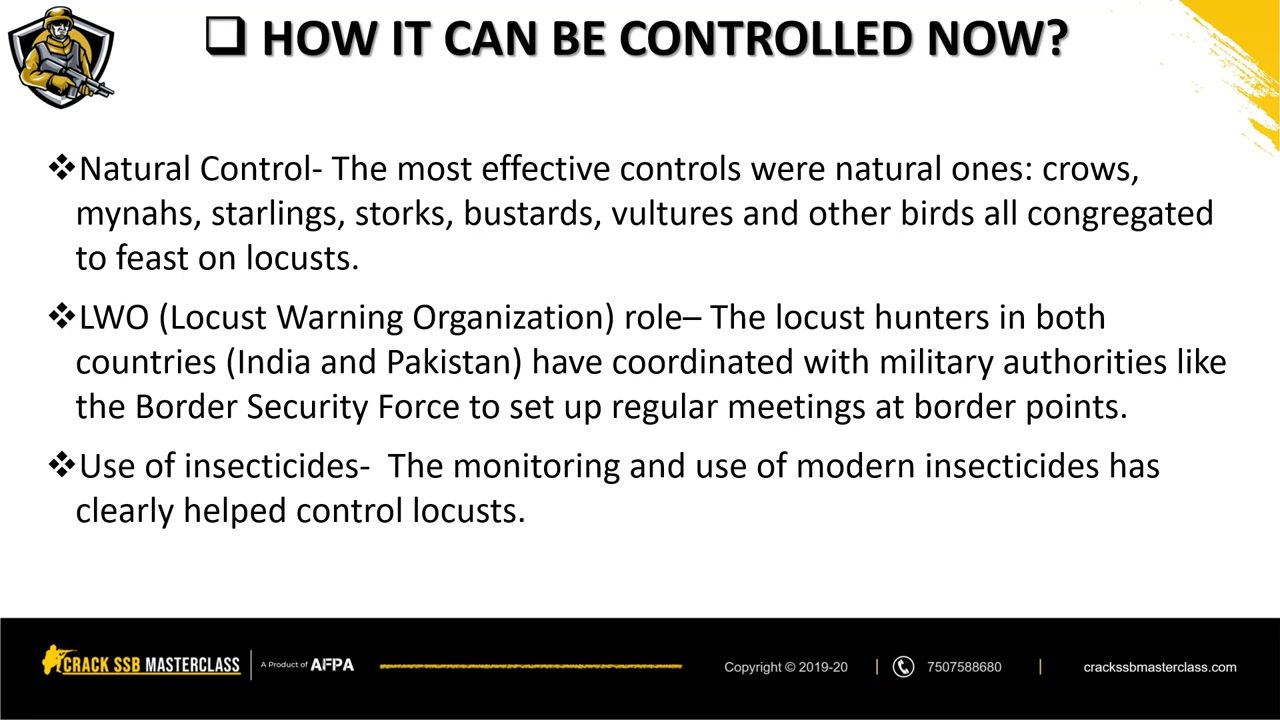 ❑ HOW IT CAN BE CONTROLLED NOW?
❖Natural Control- The most effective controls were natural ones: crows,
mynahs, starlings, storks, bustards, vultures and other birds all congregated
to feast on locusts.
❖LWO (Locust Warning Organization) role– The locust hunters in both
countries (India and Pakistan) have coordinated with military authorities like
the Border Security Force to set up regular meetings at border points.
❖Use of insecticides-  The monitoring and use of modern insecticides has
clearly helped control locusts.
CRACK SSB MASTERCLASS | A Product of AFPA Copyright © 2019-20 | 7507588680 | crackssbmasterclass.com